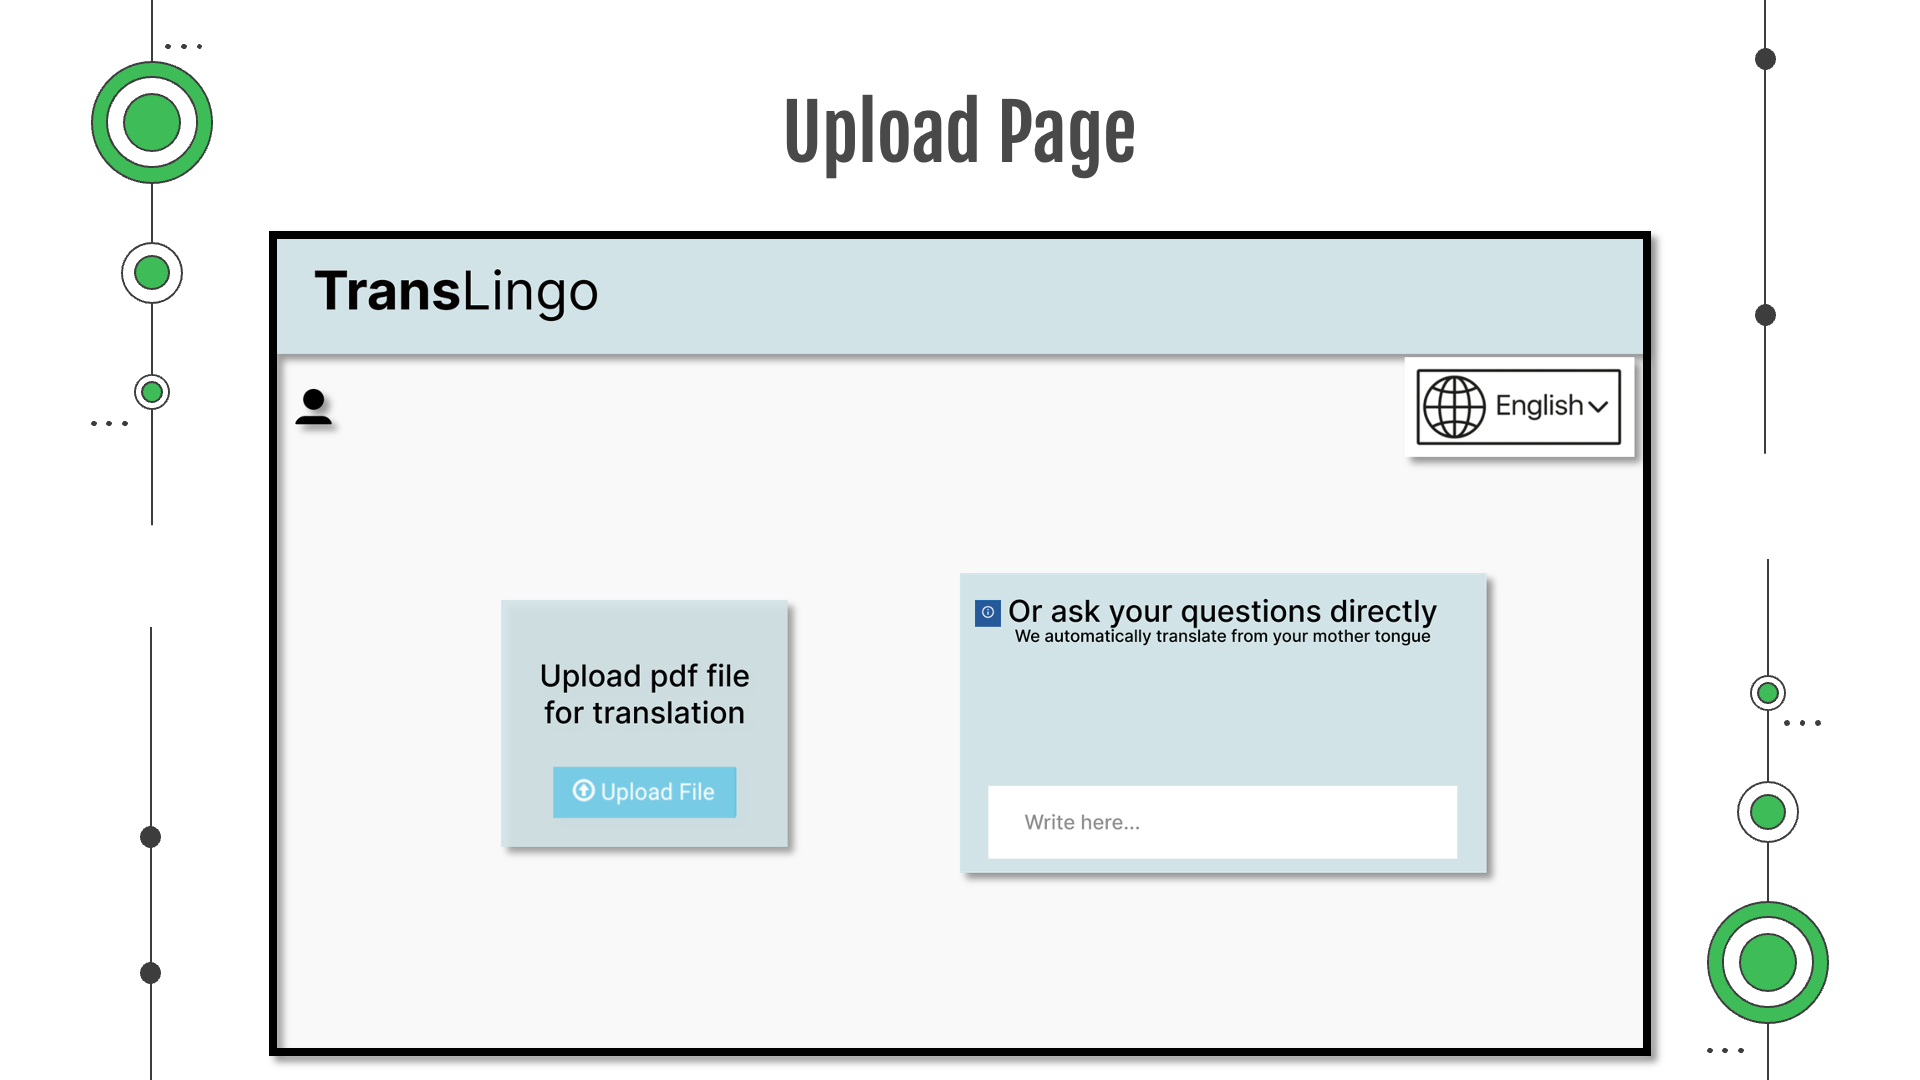 Upload Page
TransLingo
English
Or ask your questions directly
We automatically translate from your mother tongue
Upload pdf file
for translation
Upload File
Write here...